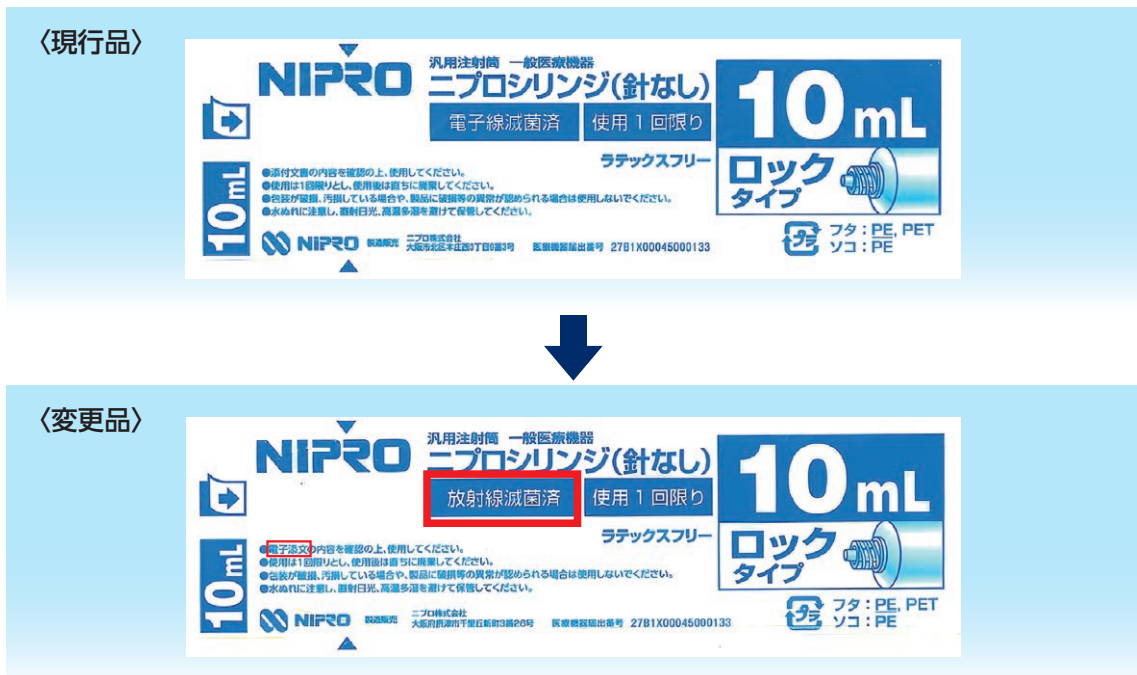 〈現行品〉
NIPRO
汎用注射筒 一般医療機器
ニプロシリンジ(針なし)
電子線滅菌済 使用1回限り
ラテックスフリー
10mL
ロック
タイプ
10mL
●添付文書の内容を確認の上、使用してください。
●使用は1回限りとし、使用後は直ちに廃棄してください。
●包装が破損、汚損している場合や、製品に破損等の異常が認められる場合は使用しないでください。
●水ぬれに注意し、直射日光、高温多湿を避けて保管してください。
NIPRO 製造販売 ニプロ株式会社
大阪市北区本庄西3丁目9番3号 医療機器届出番号 27B1X00045000133
プラ フタ:PE, PET
ソコ:PE
〈変更品〉
NIPRO
汎用注射筒 一般医療機器
ニプロシリンジ(針なし)
放射線滅菌済 使用1回限り
ラテックスフリー
10mL
ロック
タイプ
10mL
●電子添文の内容を確認の上、使用してください。
●使用は1回限りとし、使用後は直ちに廃棄してください。
●包装が破損、汚損している場合や、製品に破損等の異常が認められる場合は使用しないでください。
●水ぬれに注意し、直射日光、高温多湿を避けて保管してください。
NIPRO 製造販売 ニプロ株式会社
大阪府摂津市千里丘新町3番26号 医療機器届出番号 27B1X00045000133
プラ フタ:PE, PET
ソコ:PE